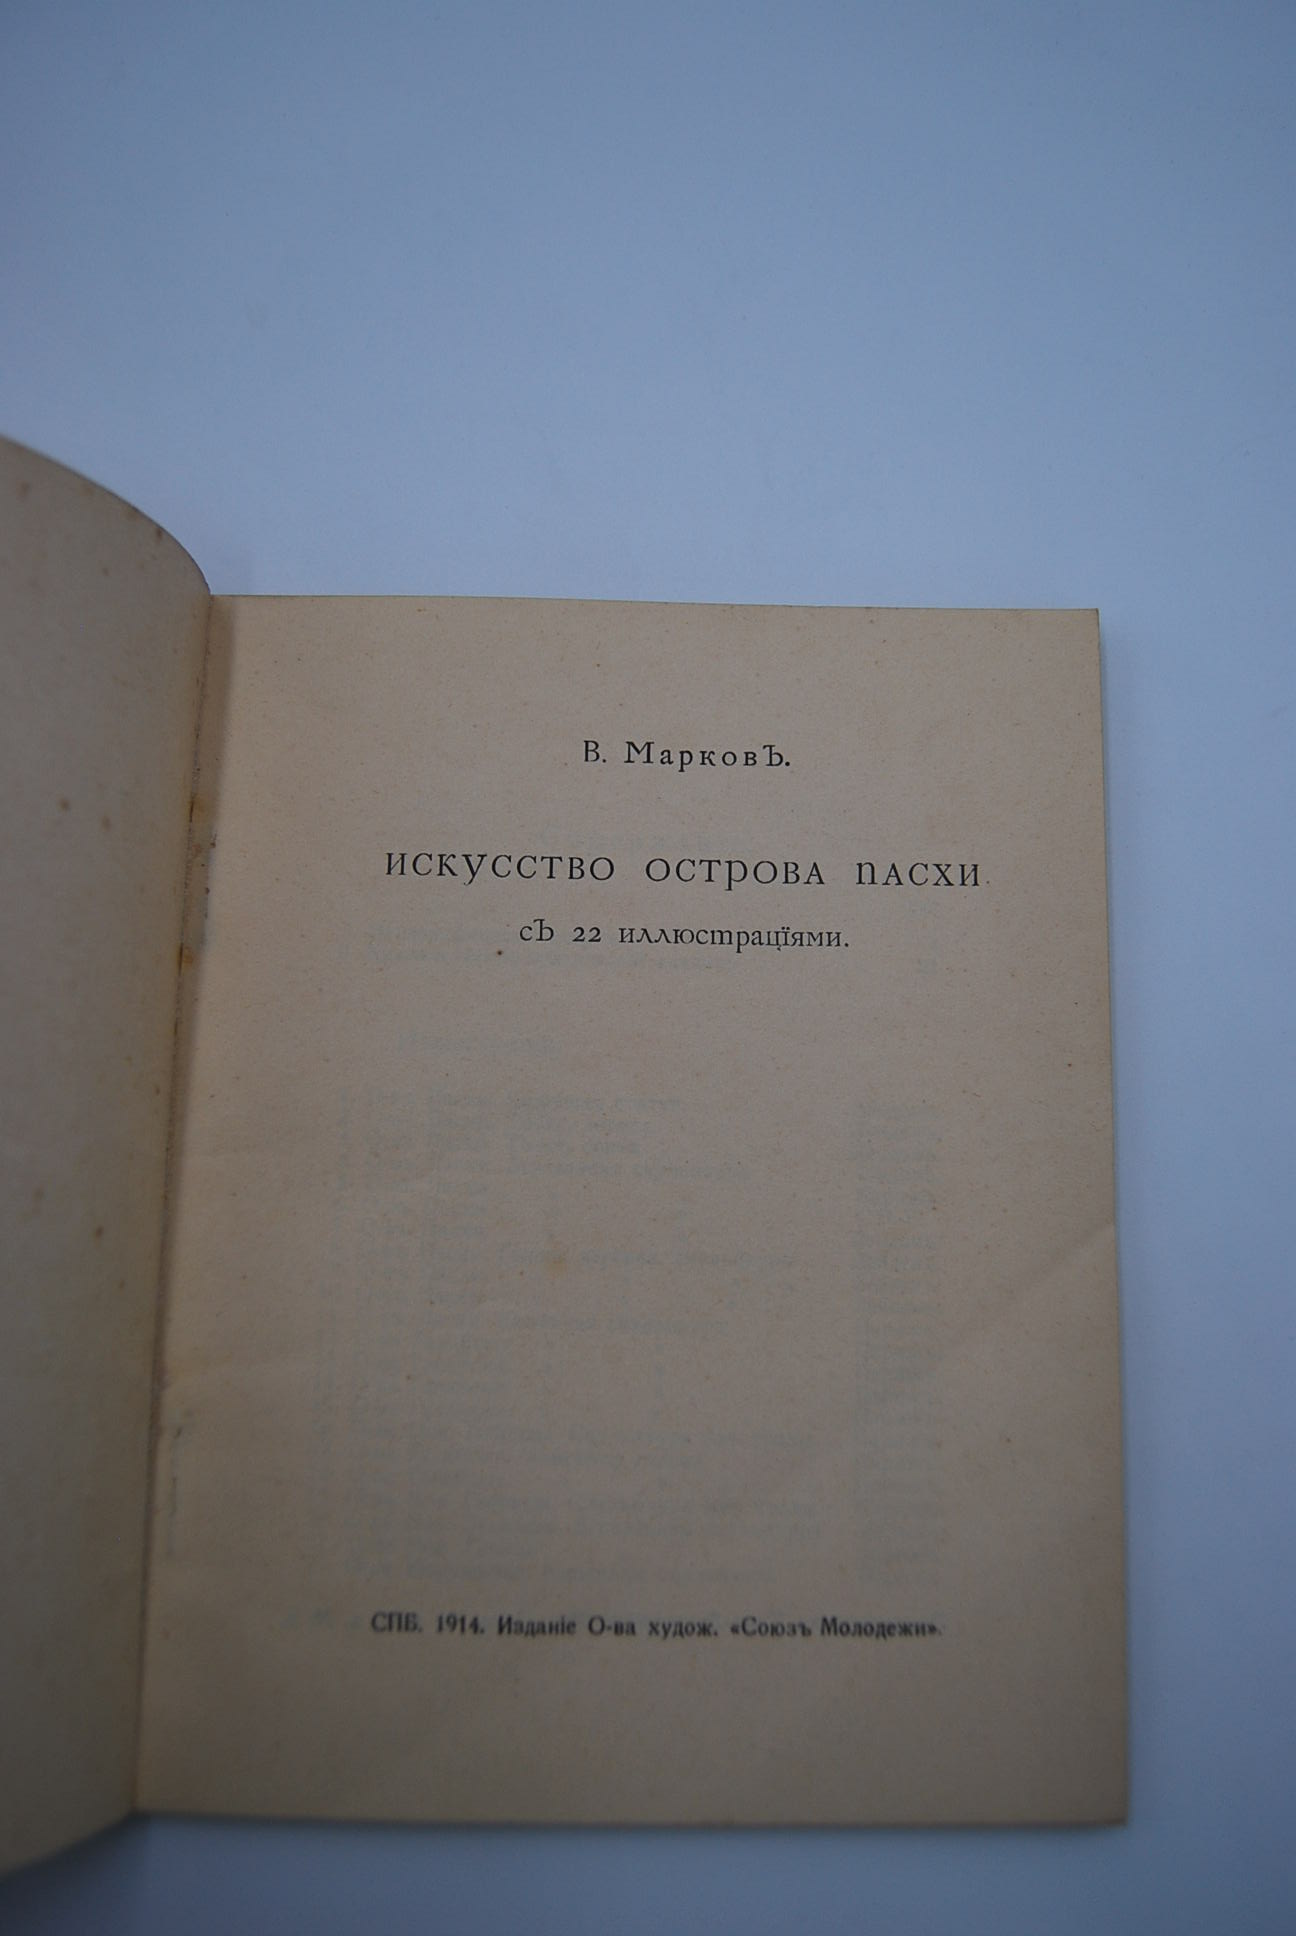 В. Марковъ.
ИСКУССТВО ОСТРОВА ПАСХИ.
съ 22 иллюстраціями.
СПБ. 1914. Изданіе О-ва худож. «Союзъ Молодежи».